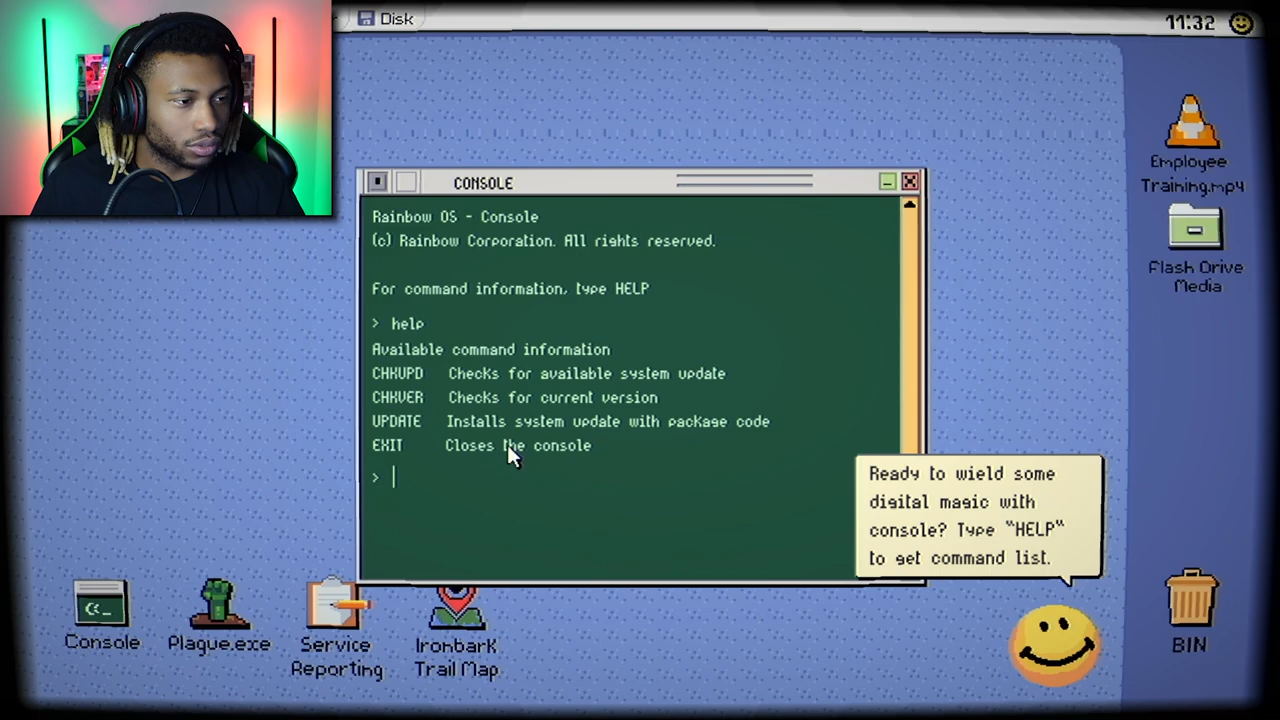 Disk
11:32
Employee
Training.mp4
Flash Drive
Media
CONSOLE
Rainbow OS - Console
(c) Rainbow Corporation. All rights reserved.
For command information, type HELP
> help
Available command information
CHKUPD Checks for available system update
CHKVER Checks for current version
UPDATE Installs system update with package code
EXIT Closes the console
>
Ready to wield some
digital magic with
console? Type "HELP"
to get command list.
Console
Plague.exe
Service
Reporting
Ironbark
Trail Map
BIN